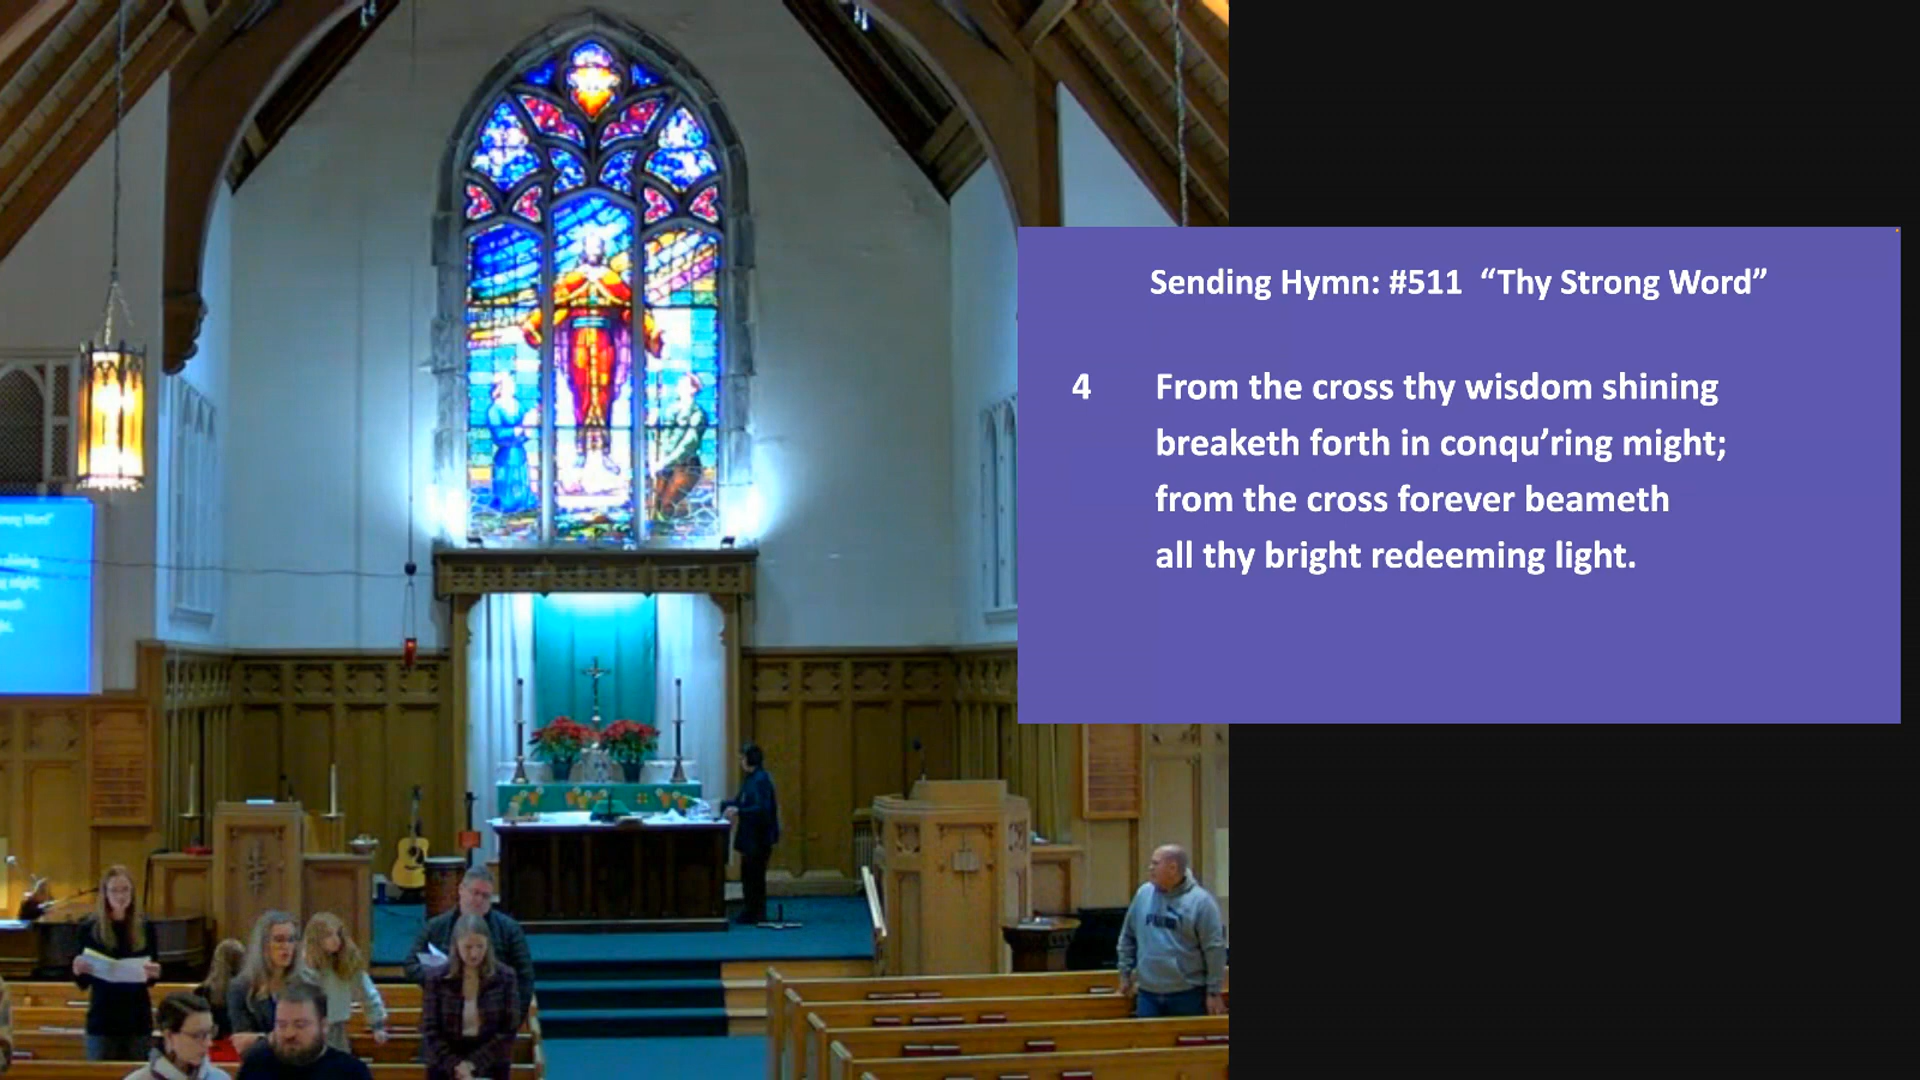 Sending Hymn: #511 “Thy Strong Word”
4 From the cross thy wisdom shining
breaketh forth in conqu’ring might;
from the cross forever beameth
all thy bright redeeming light.
PUMA